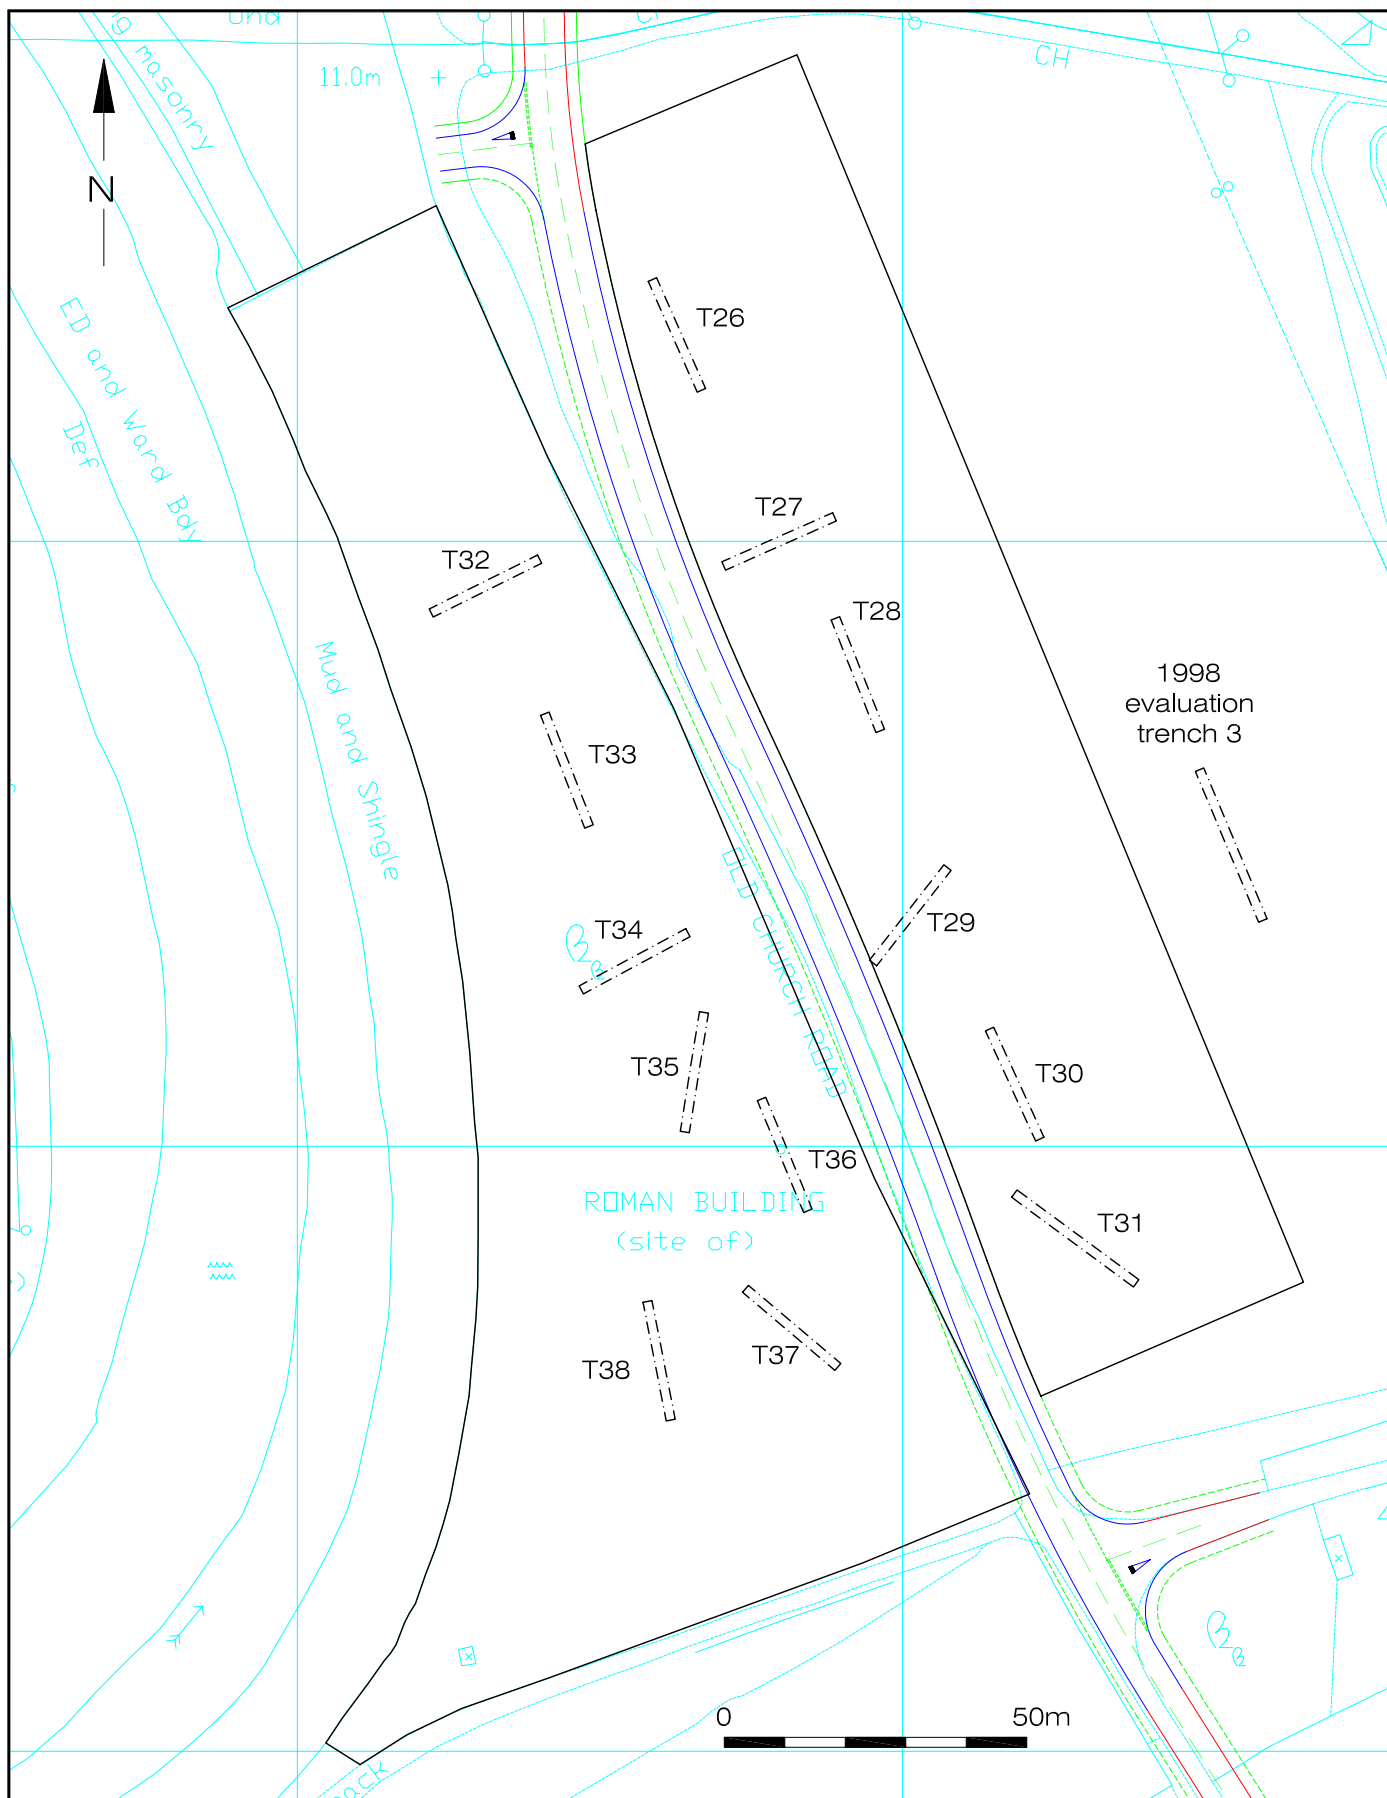 Und
CH
11.0m
masonry
N
ED and Ward Bdy
Def
T26
T27
T32
T28
Mud and Shingle
1998
evaluation
trench 3
T33
OLD CHURCH ROAD
T29
T34
T35
T30
T36
ROMAN BUILDING
(site of)
T31
T37
T38
0 50m